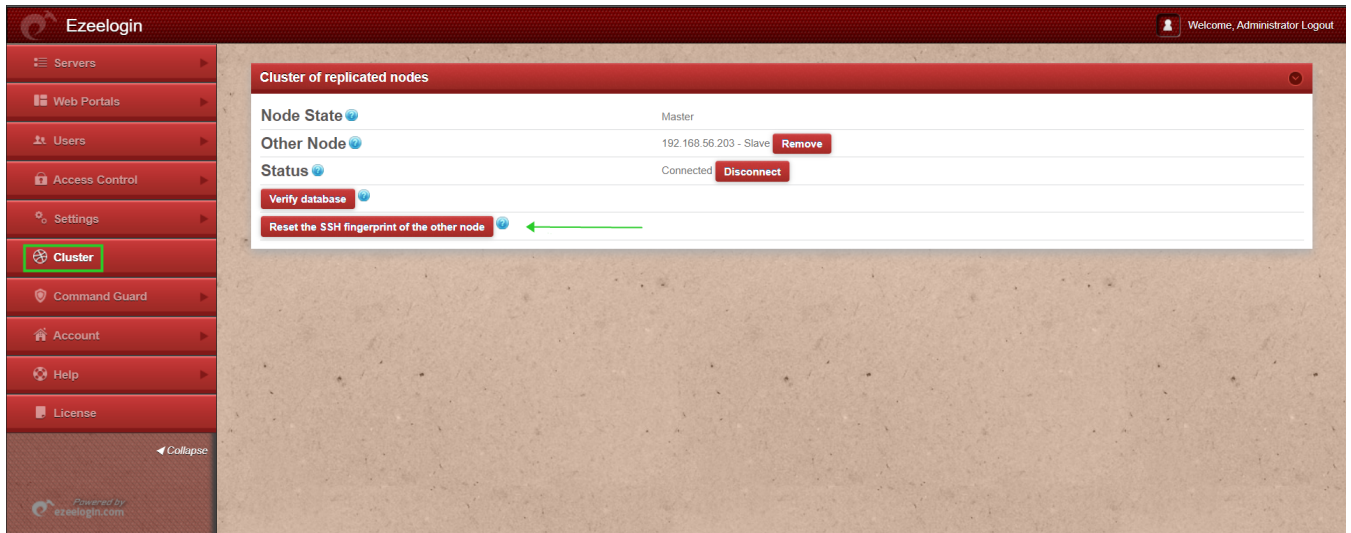 Ezeelogin
Welcome, Administrator Logout
Servers
Web Portals
Users
Access Control
Settings
Cluster
Command Guard
Account
Help
License
Collapse
Powered by
ezeelogin.com
Cluster of replicated nodes
Node State
Master
Other Node
192.168.56.203 - Slave Remove
Status
Connected Disconnect
Verify database
Reset the SSH fingerprint of the other node